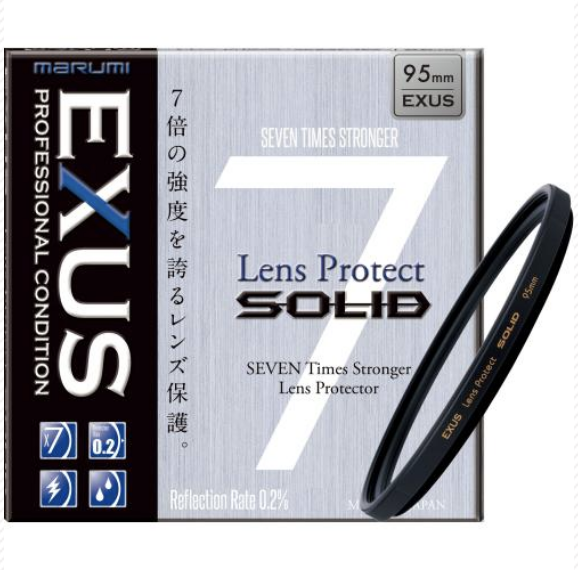 marumi
EXUS
PROFESSIONAL CONDITION
x7
0.2
7倍の強度を誇るレンズ保護。
95mm
EXUS
SEVEN TIMES STRONGER
7
Lens Protect
SOLID
SEVEN Times Stronger
Lens Protector
Reflection Rate 0.2%
EXUS Lens Protect SOLID 95mm